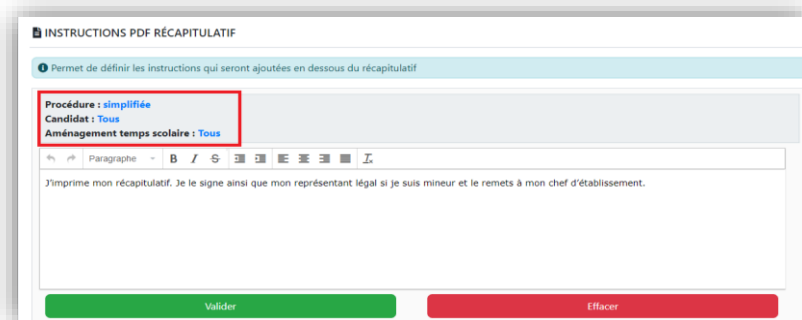 INSTRUCTIONS PDF RÉCAPITULATIF
Permet de définir les instructions qui seront ajoutées en dessous du récapitulatif
Procédure : simplifiée
Candidat : Tous
Aménagement temps scolaire : Tous
Paragraphe B I S
J'imprime mon récapitulatif. Je le signe ainsi que mon représentant légal si je suis mineur et le remets à mon chef d'établissement.
Valider Effacer